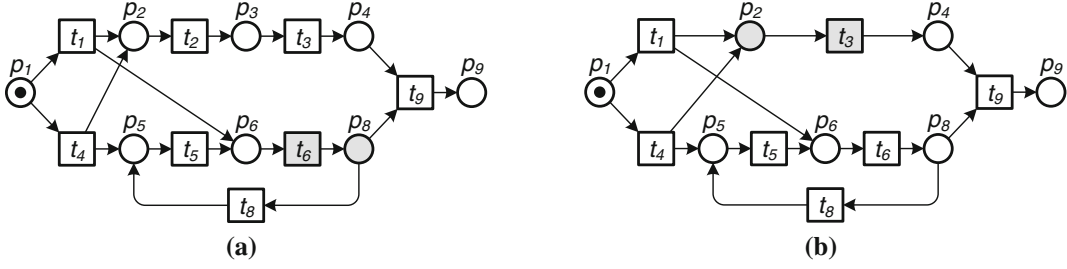 p1 t1 p2 t2 p3 t3 p4 t9 p9
t4 p5 t5 p6 t6 p8
t8
(a)
p1 t1 p2 t3 p4 t9 p9
t4 p5 t5 p6 t6 p8
t8
(b)